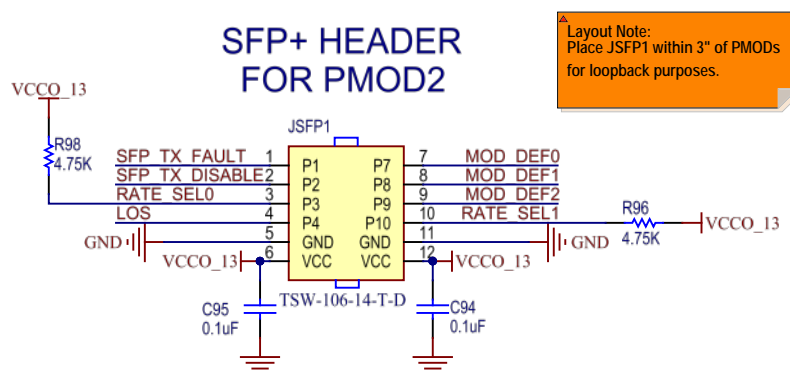 SFP+ HEADER
FOR PMOD2
Layout Note:
Place JSFP1 within 3" of PMODs
for loopback purposes.
VCCO_13
R98
4.75K
JSFP1
SFP_TX_FAULT 1 P1 P7 7 MOD_DEF0
SFP_TX_DISABLE 2 P2 P8 8 MOD_DEF1
RATE_SEL0 3 P3 P9 9 MOD_DEF2
LOS 4 P4 P10 10 RATE_SEL1
R96
4.75K
VCCO_13
GND 5 GND GND 11 GND
VCCO_13 6 VCC VCC 12 VCCO_13
TSW-106-14-T-D
C95
0.1uF
C94
0.1uF